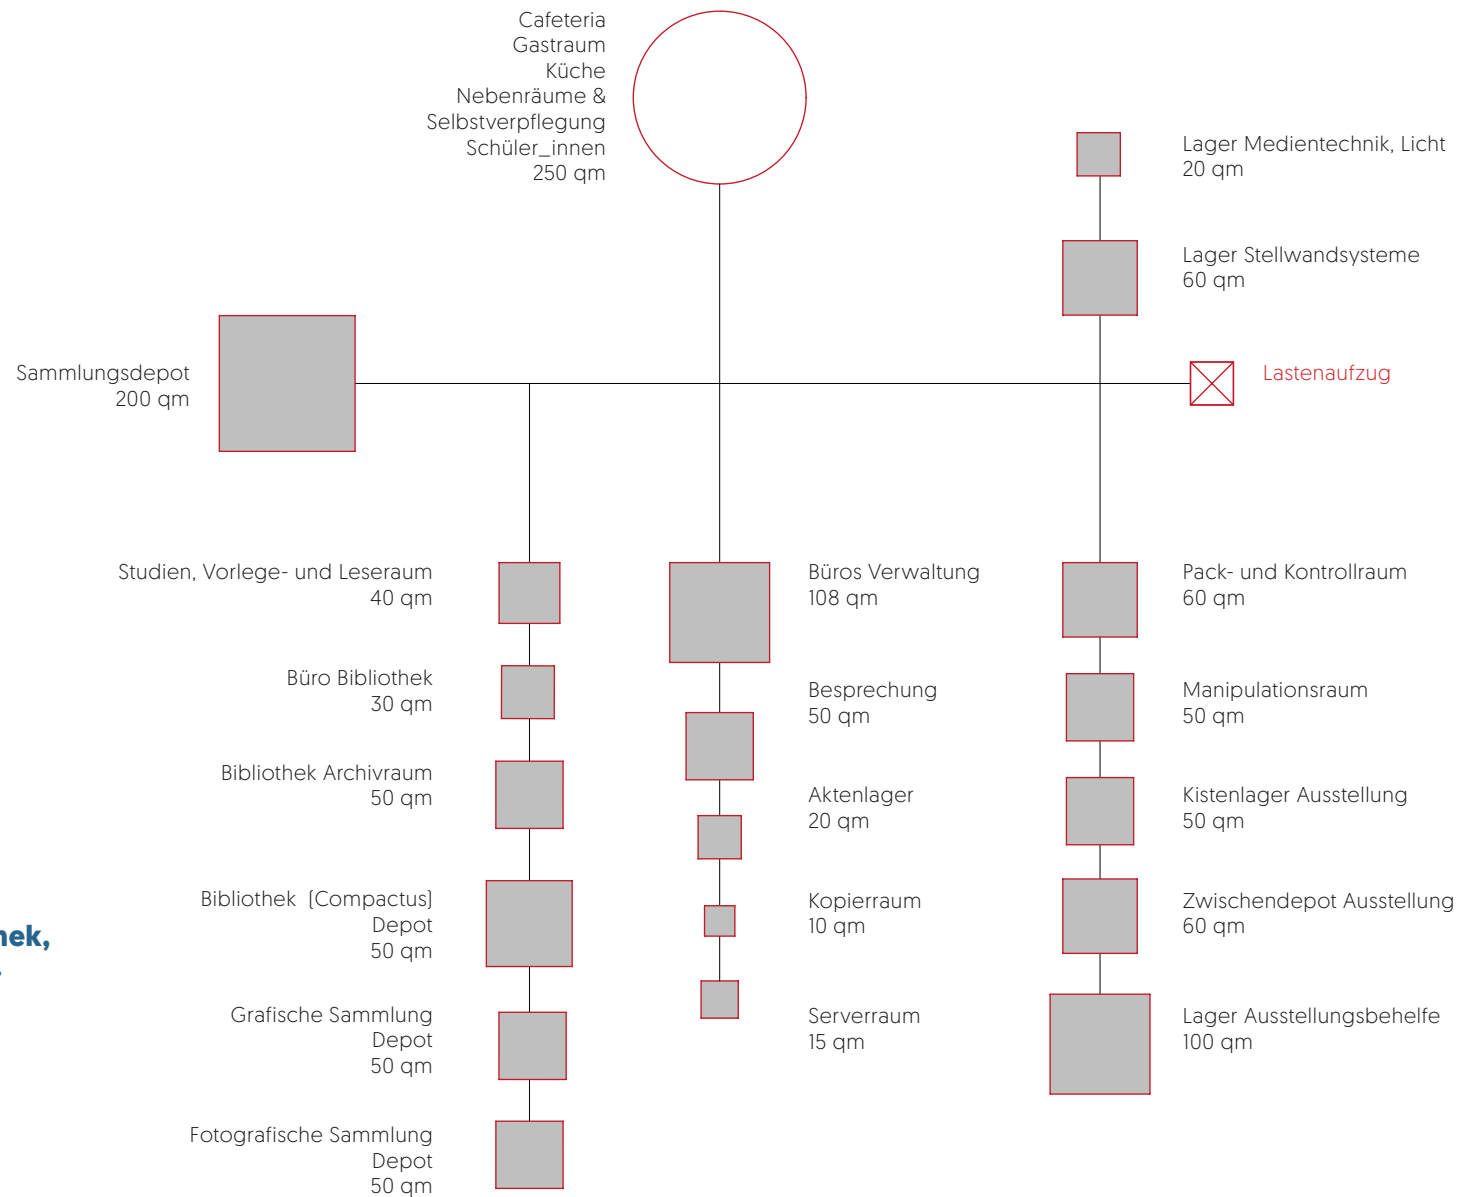 Cafeteria
Gastraum
Küche
Nebenräume &
Selbstverpflegung
Schüler_innen
250 qm
Lager Medientechnik, Licht
20 qm
Lager Stellwandsysteme
60 qm
Sammlungsdepot
200 qm
Lastenaufzug
Studien, Vorlege- und Leseraum
40 qm
Büro Bibliothek
30 qm
Bibliothek Archivraum
50 qm
Bibliothek (Compactus)
Depot
50 qm
Grafische Sammlung
Depot
50 qm
Fotografische Sammlung
Depot
50 qm
Büros Verwaltung
108 qm
Besprechung
50 qm
Aktenlager
20 qm
Kopierraum
10 qm
Serverraum
15 qm
Pack- und Kontrollraum
60 qm
Manipulationsraum
50 qm
Kistenlager Ausstellung
50 qm
Zwischendepot Ausstellung
60 qm
Lager Ausstellungsbehelfe
100 qm